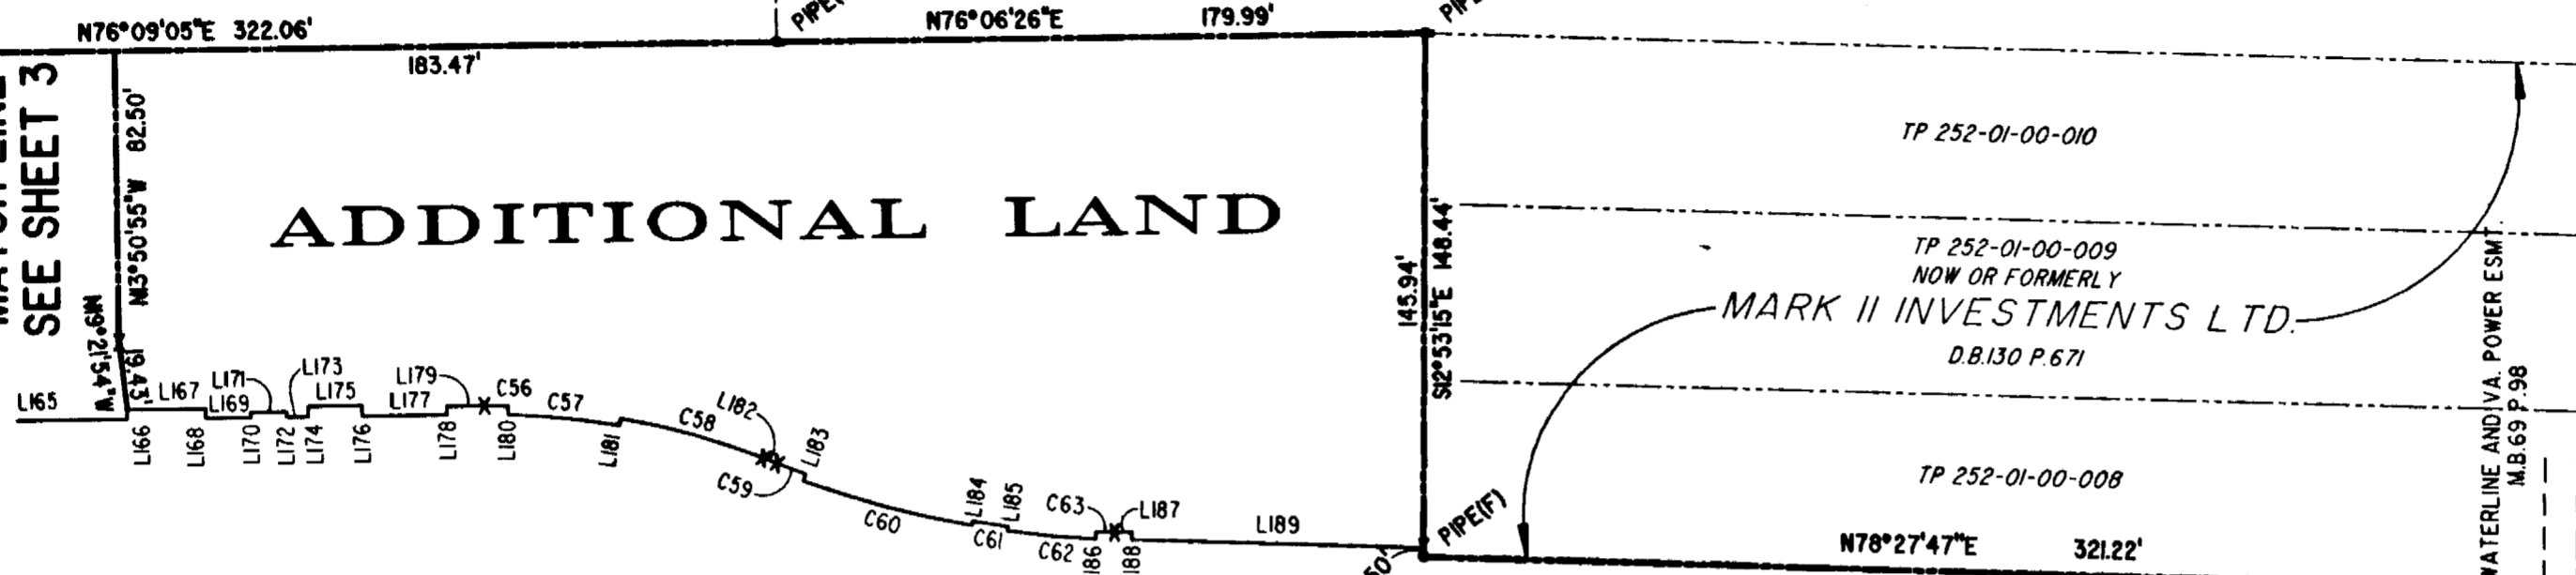 N76°09'05"E 322.06'
PIPE(
N76°06'26"E 179.99'
183.47'
SEE SHEET 3
N13°50'55"W 82.50'
N9°21'54"W
19.43'
ADDITIONAL LAND
145.94'
S12°53'15"E 148.44'
TP 252-01-00-010
TP 252-01-00-009
NOW OR FORMERLY
MARK II INVESTMENTS LTD.
D.B.130 P.671
TP 252-01-00-008
WATERLINE AND VA. POWER ESMT.
M.B.69 P.98
L165
L166
L167
L168
L169
L170
L171
L172
L173
L174
L175
L176
L177
L178
L179
C56
L180
C57
L181
C58
L182
C59
L183
C60
L184
C61
L185
C62
C63
L186
L187
L188
L189
PIPE(F)
N78°27'47"E 321.22'